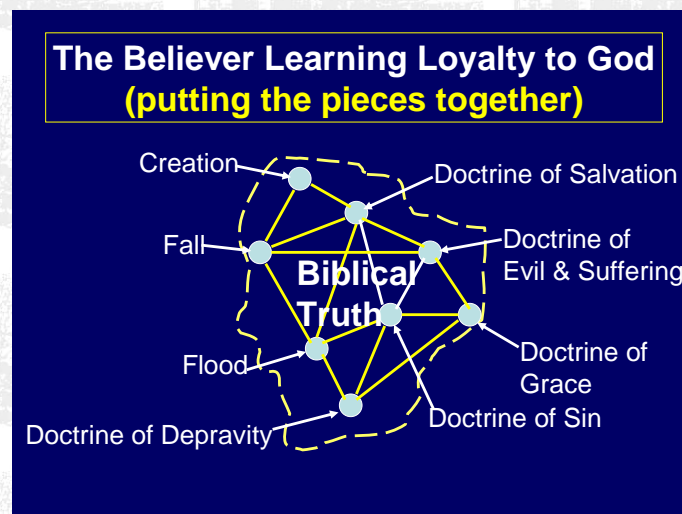 The Believer Learning Loyalty to God
(putting the pieces together)
Creation
Doctrine of Salvation
Fall
Doctrine of
Evil & Suffering
Biblical
Truth
Flood
Doctrine of
Grace
Doctrine of Sin
Doctrine of Depravity